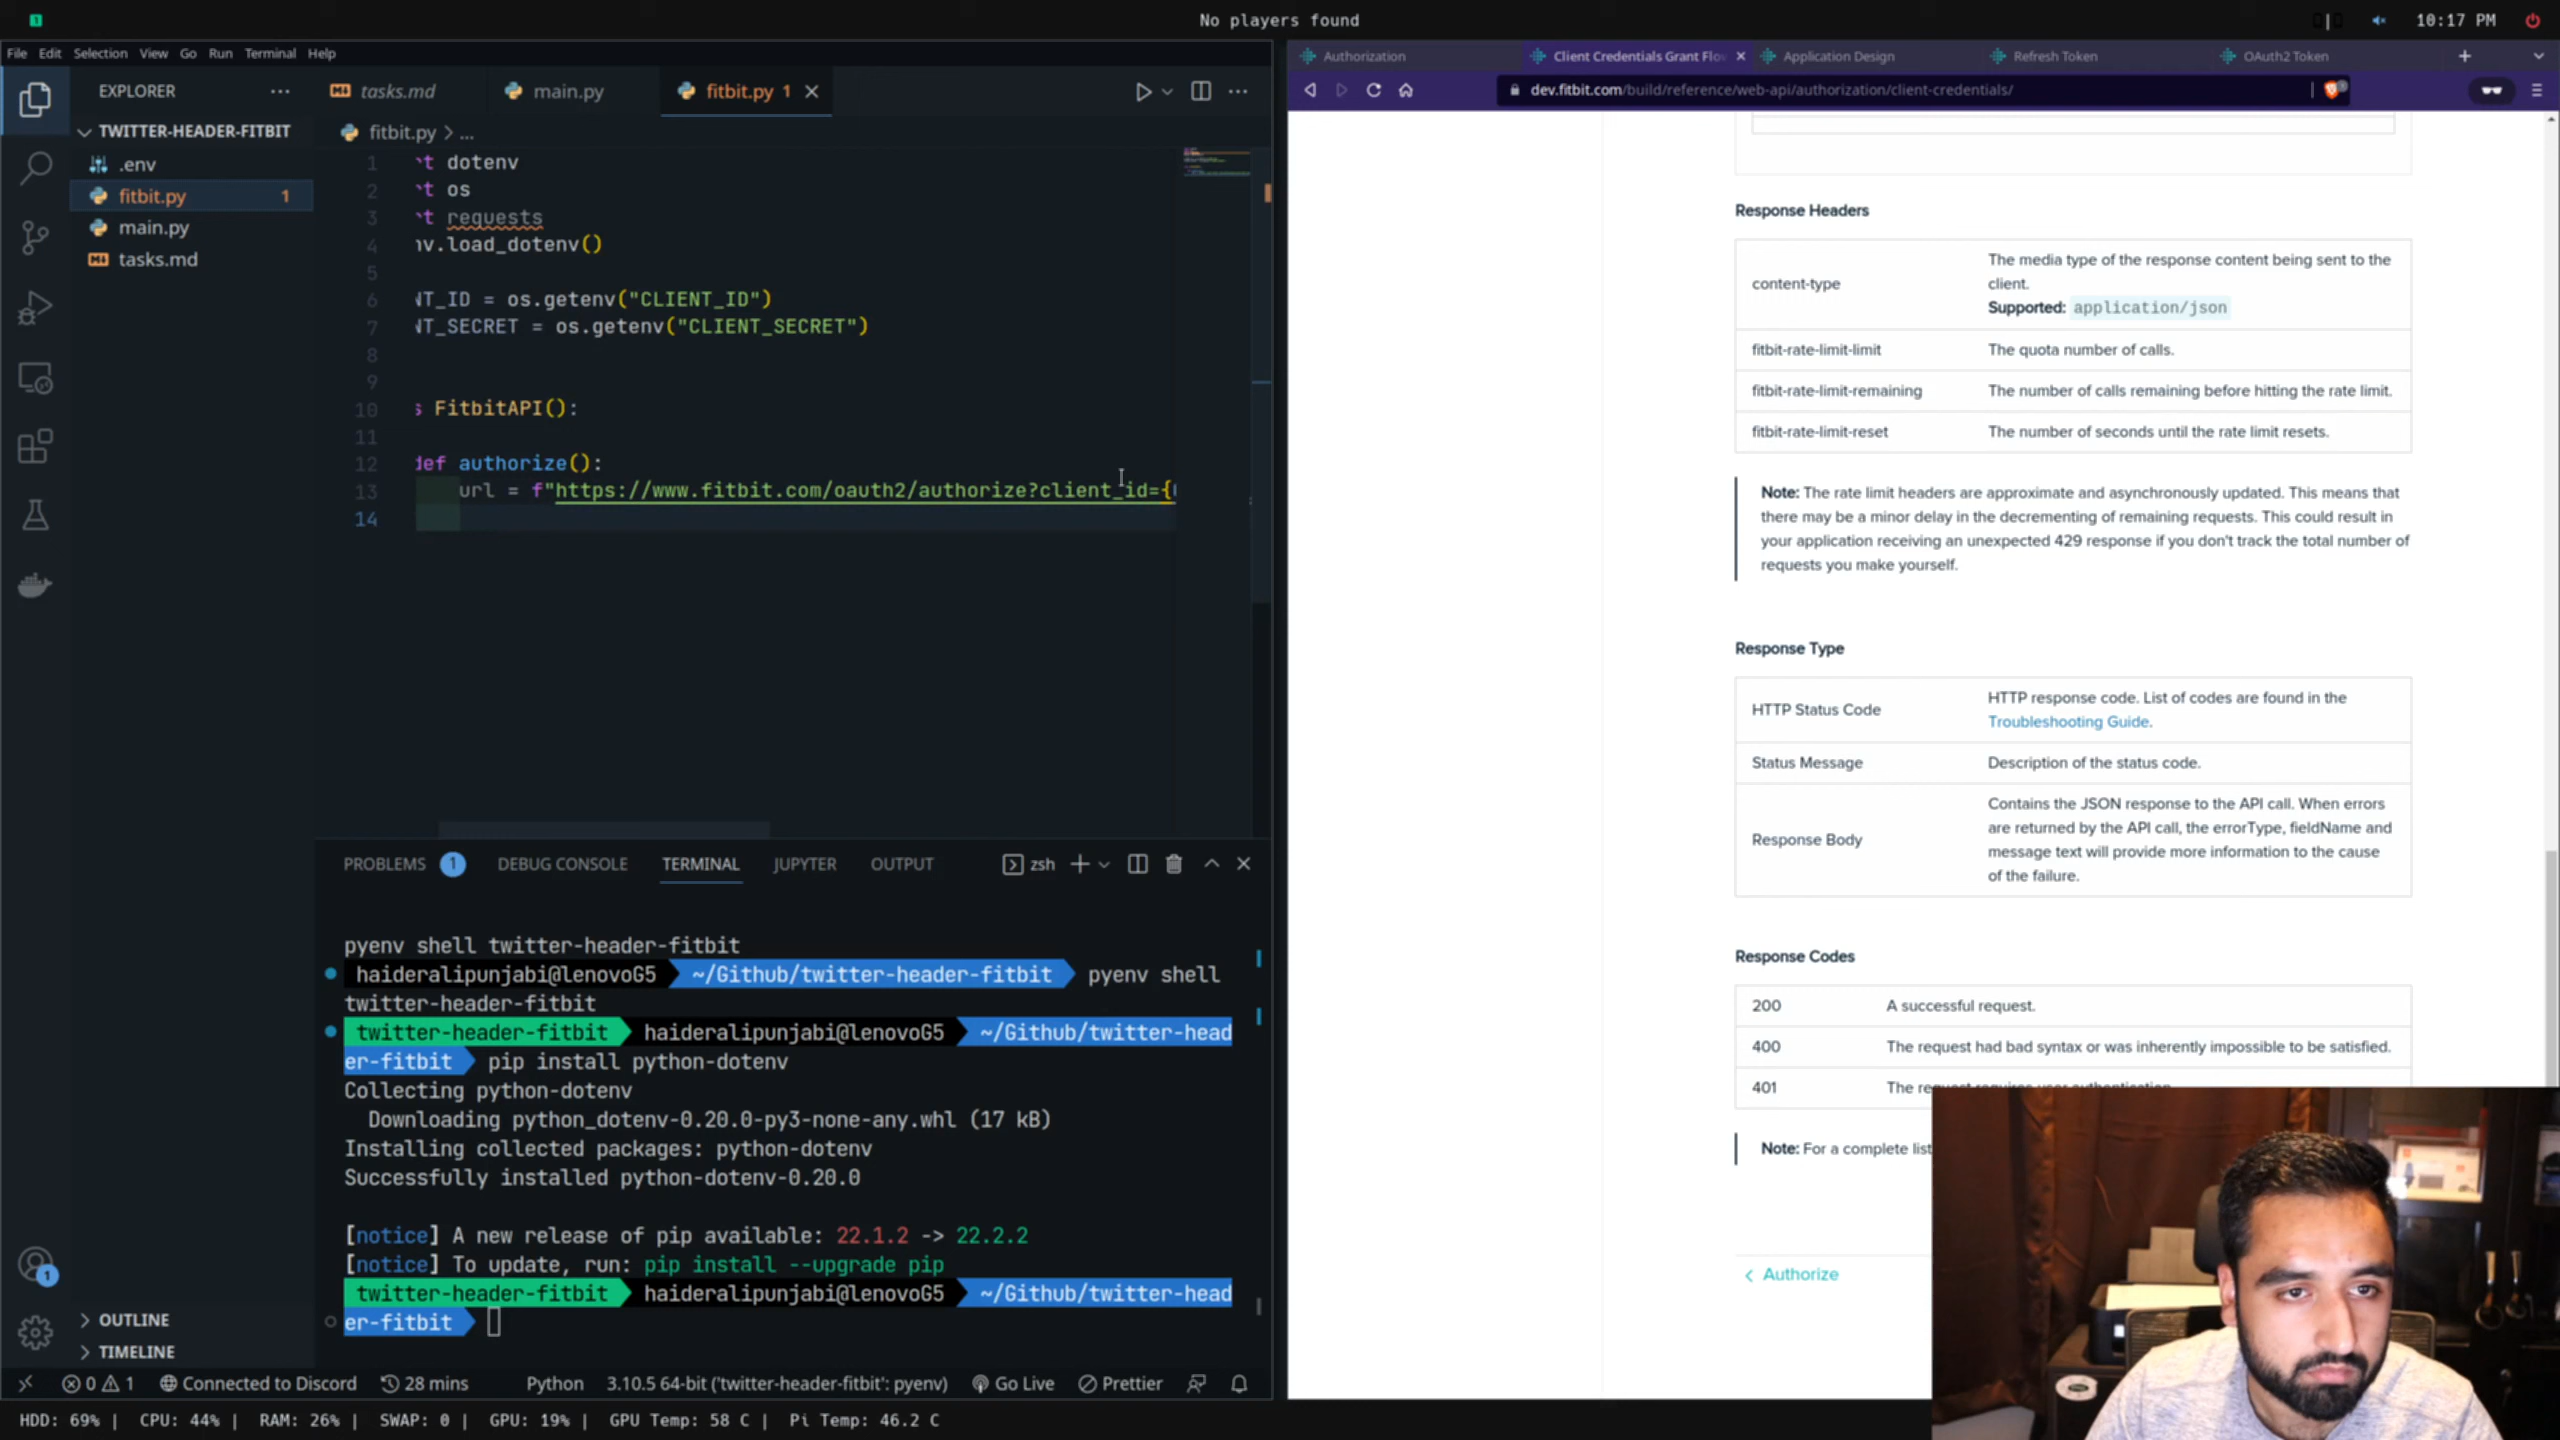 1
No players found
10:17 PM
File Edit Selection View Go Run Terminal Help
EXPLORER
TWITTER-HEADER-FITBIT
.env
fitbit.py 1
main.py
tasks.md
OUTLINE
TIMELINE
tasks.md
main.py
fitbit.py 1
fitbit.py > ...
1 t dotenv
2 t os
3 t requests
4 nv.load_dotenv()
5
6 NT_ID = os.getenv("CLIENT_ID")
7 NT_SECRET = os.getenv("CLIENT_SECRET")
8
9
10 s FitbitAPI():
11
12 def authorize():
13 url = f"https://www.fitbit.com/oauth2/authorize?client_id={
14
PROBLEMS 1 DEBUG CONSOLE TERMINAL JUPYTER OUTPUT zsh
pyenv shell twitter-header-fitbit
haideralipunjabi@lenovoG5 ~/Github/twitter-header-fitbit pyenv shell
twitter-header-fitbit
twitter-header-fitbit haideralipunjabi@lenovoG5 ~/Github/twitter-head
er-fitbit pip install python-dotenv
Collecting python-dotenv
Downloading python_dotenv-0.20.0-py3-none-any.whl (17 kB)
Installing collected packages: python-dotenv
Successfully installed python-dotenv-0.20.0
[notice] A new release of pip available: 22.1.2 -> 22.2.2
[notice] To update, run: pip install --upgrade pip
twitter-header-fitbit haideralipunjabi@lenovoG5 ~/Github/twitter-head
er-fitbit
1
0 1 Connected to Discord 28 mins Python 3.10.5 64-bit ('twitter-header-fitbit': pyenv) Go Live Prettier
HDD: 69% | CPU: 44% | RAM: 26% | SWAP: 0 | GPU: 19% | GPU Temp: 58 C | Pi Temp: 46.2 C
Authorization
Client Credentials Grant Flo
Application Design
Refresh Token
OAuth2 Token
dev.fitbit.com/build/reference/web-api/authorization/client-credentials/
Response Headers
content-type
The media type of the response content being sent to the
client.
Supported: application/json
fitbit-rate-limit-limit The quota number of calls.
fitbit-rate-limit-remaining The number of calls remaining before hitting the rate limit.
fitbit-rate-limit-reset The number of seconds until the rate limit resets.
Note: The rate limit headers are approximate and asynchronously updated. This means that
there may be a minor delay in the decrementing of remaining requests. This could result in
your application receiving an unexpected 429 response if you don't track the total number of
requests you make yourself.
Response Type
HTTP Status Code
HTTP response code. List of codes are found in the
Troubleshooting Guide.
Status Message Description of the status code.
Response Body
Contains the JSON response to the API call. When errors
are returned by the API call, the errorType, fieldName and
message text will provide more information to the cause
of the failure.
Response Codes
200 A successful request.
400 The request had bad syntax or was inherently impossible to be satisfied.
401 The request requires user authentication.
Note: For a complete list
Authorize